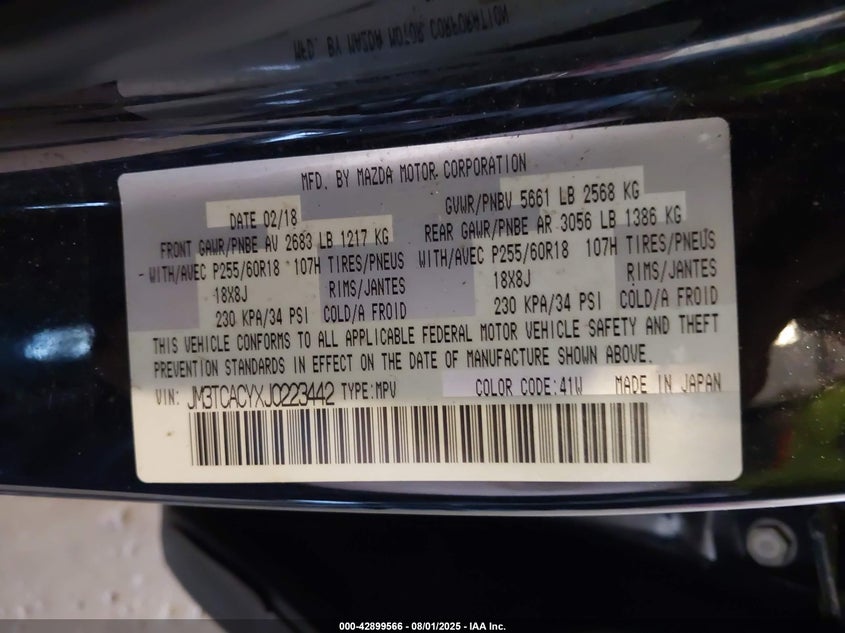 MFD. BY MAZDA MOTOR CORPORATION
MFD. BY MAZDA MOTOR CORPORATION
DATE 02/18 GVWR/PNBV 5661 LB 2568 KG
FRONT GAWR/PNBE AV 2683 LB 1217 KG REAR GAWR/PNBE AR 3056 LB 1386 KG
WITH/AVEC P255/60R18 107H TIRES/PNEUS WITH/AVEC P255/60R18 107H TIRES/PNEUS
18X8J RIMS/JANTES 18X8J RIMS/JANTES
230 KPA/34 PSI COLD/A FROID 230 KPA/34 PSI COLD/A FROID
THIS VEHICLE CONFORMS TO ALL APPLICABLE FEDERAL MOTOR VEHICLE SAFETY AND THEFT
PREVENTION STANDARDS IN EFFECT ON THE DATE OF MANUFACTURE SHOWN ABOVE.
VIN: JM3TCACYXJ0223442 TYPE:MPV COLOR CODE:41W MADE IN JAPAN
000-42899566 - 08/01/2025 - IAA Inc.